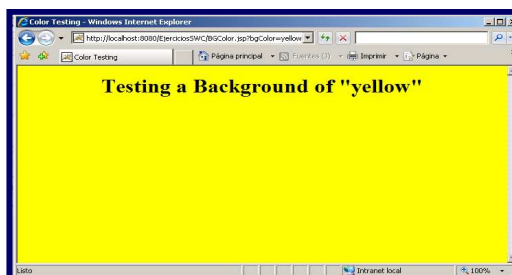 Color Testing - Windows Internet Explorer
http://localhost:8080/EjerciciosSWC/BGColor.jsp?bgColor=yellow
Color Testing
Página principal
Fuentes (3)
Imprimir
Página
Testing a Background of "yellow"
Listo
Intranet local
100%